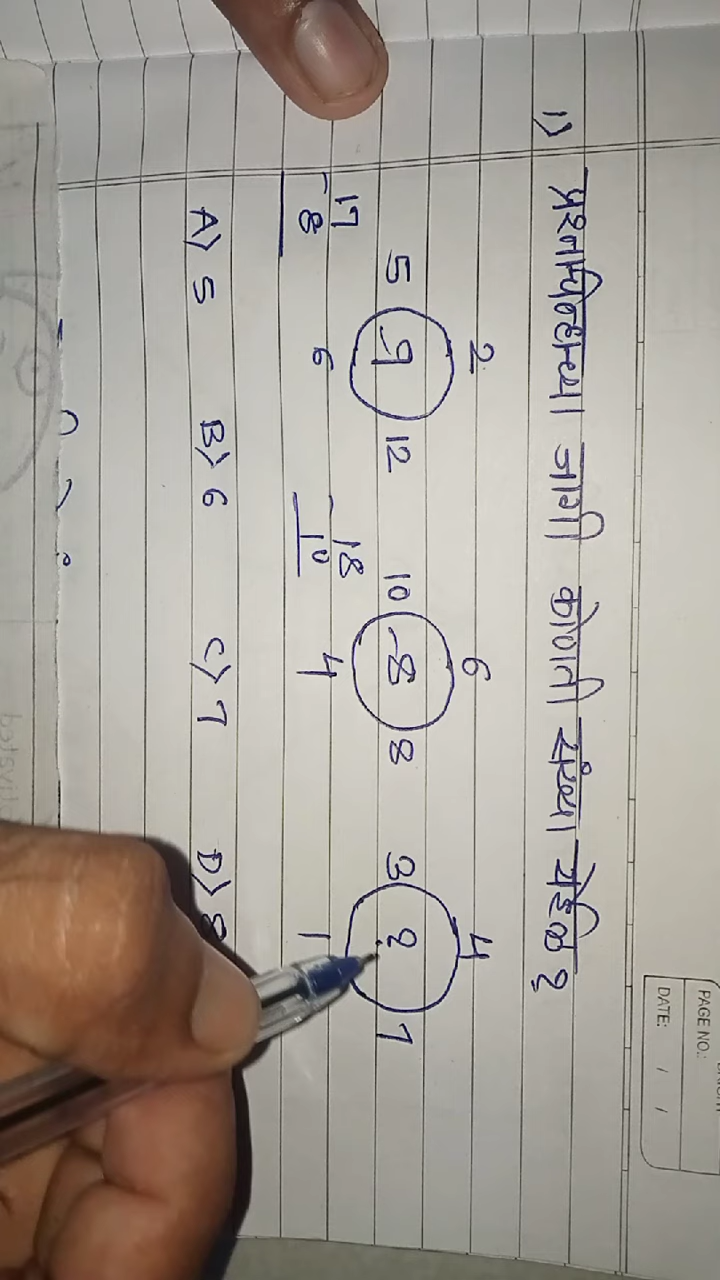 PAGE NO.:
DATE: / /
1) प्रश्नचिन्हाच्या जागी कोणती संख्या येईल ?
2 6 4
5 9 12 10 8 8 3 ? 7
17 6 18 4 1
- 8 - 10
A) 5 B) 6 C) 7 D) 8